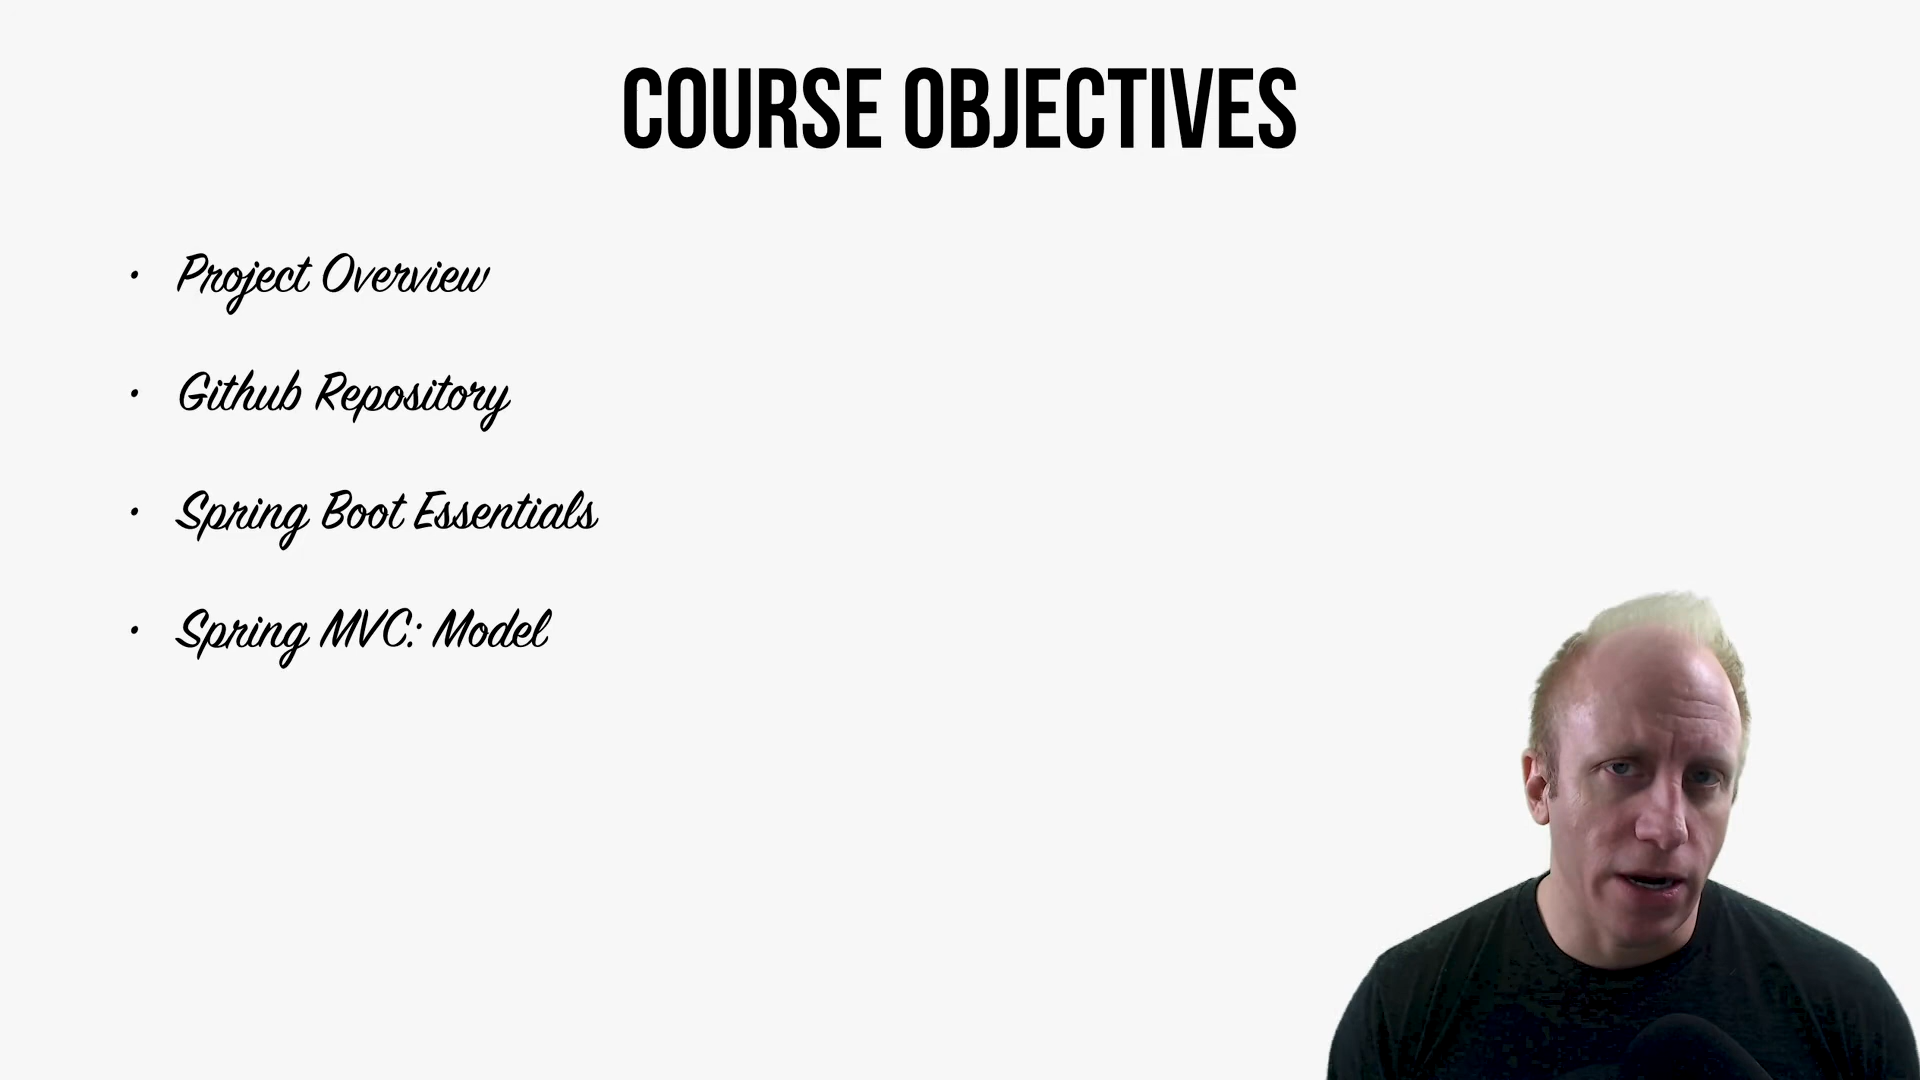 COURSE OBJECTIVES
• Project Overview
• Github Repository
• Spring Boot Essentials
• Spring MVC: Model